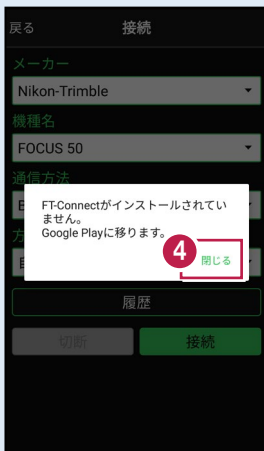 戻る 接続
メーカー
Nikon-Trimble
機種名
FOCUS 50
通信方法
FT-Connectがインストールされてい
ません。
Google Playに移ります。
4
閉じる
履歴
切断 接続